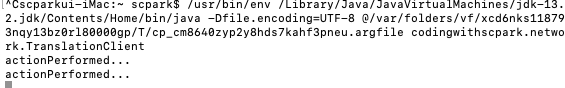 ^Cscparkui-iMac:~ scpark$ /usr/bin/env /Library/Java/JavaVirtualMachines/jdk-13.
2.jdk/Contents/Home/bin/java -Dfile.encoding=UTF-8 @/var/folders/vf/xcd6nks11879
3nqy13bz0rl80000gp/T/cp_cm8640zyp2y8hds7kahf3pneu.argfile codingwithscpark.netwo
rk.TranslationClient
actionPerformed...
actionPerformed...